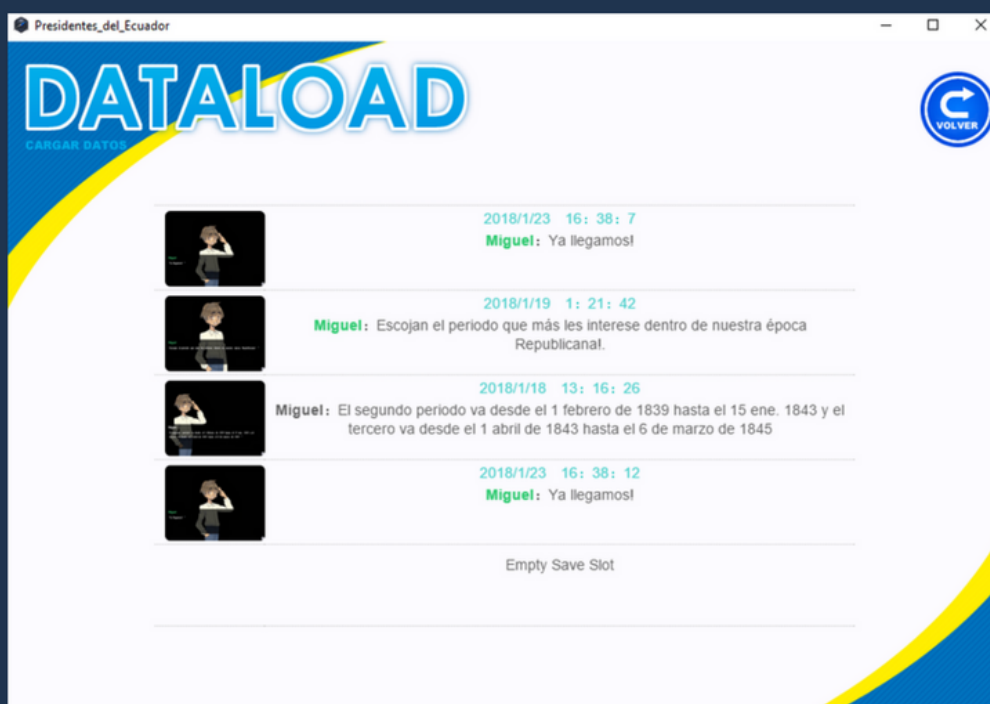 Presidentes_del_Ecuador
DATALOAD
CARGAR DATOS
VOLVER
2018/1/23 16: 38: 7
Miguel: Ya llegamos!
2018/1/19 1: 21: 42
Miguel: Escojan el periodo que más les interese dentro de nuestra época
Republicana!.
2018/1/18 13: 16: 26
Miguel: El segundo periodo va desde el 1 febrero de 1839 hasta el 15 ene. 1843 y el
tercero va desde el 1 abril de 1843 hasta el 6 de marzo de 1845
2018/1/23 16: 38: 12
Miguel: Ya llegamos!
Empty Save Slot